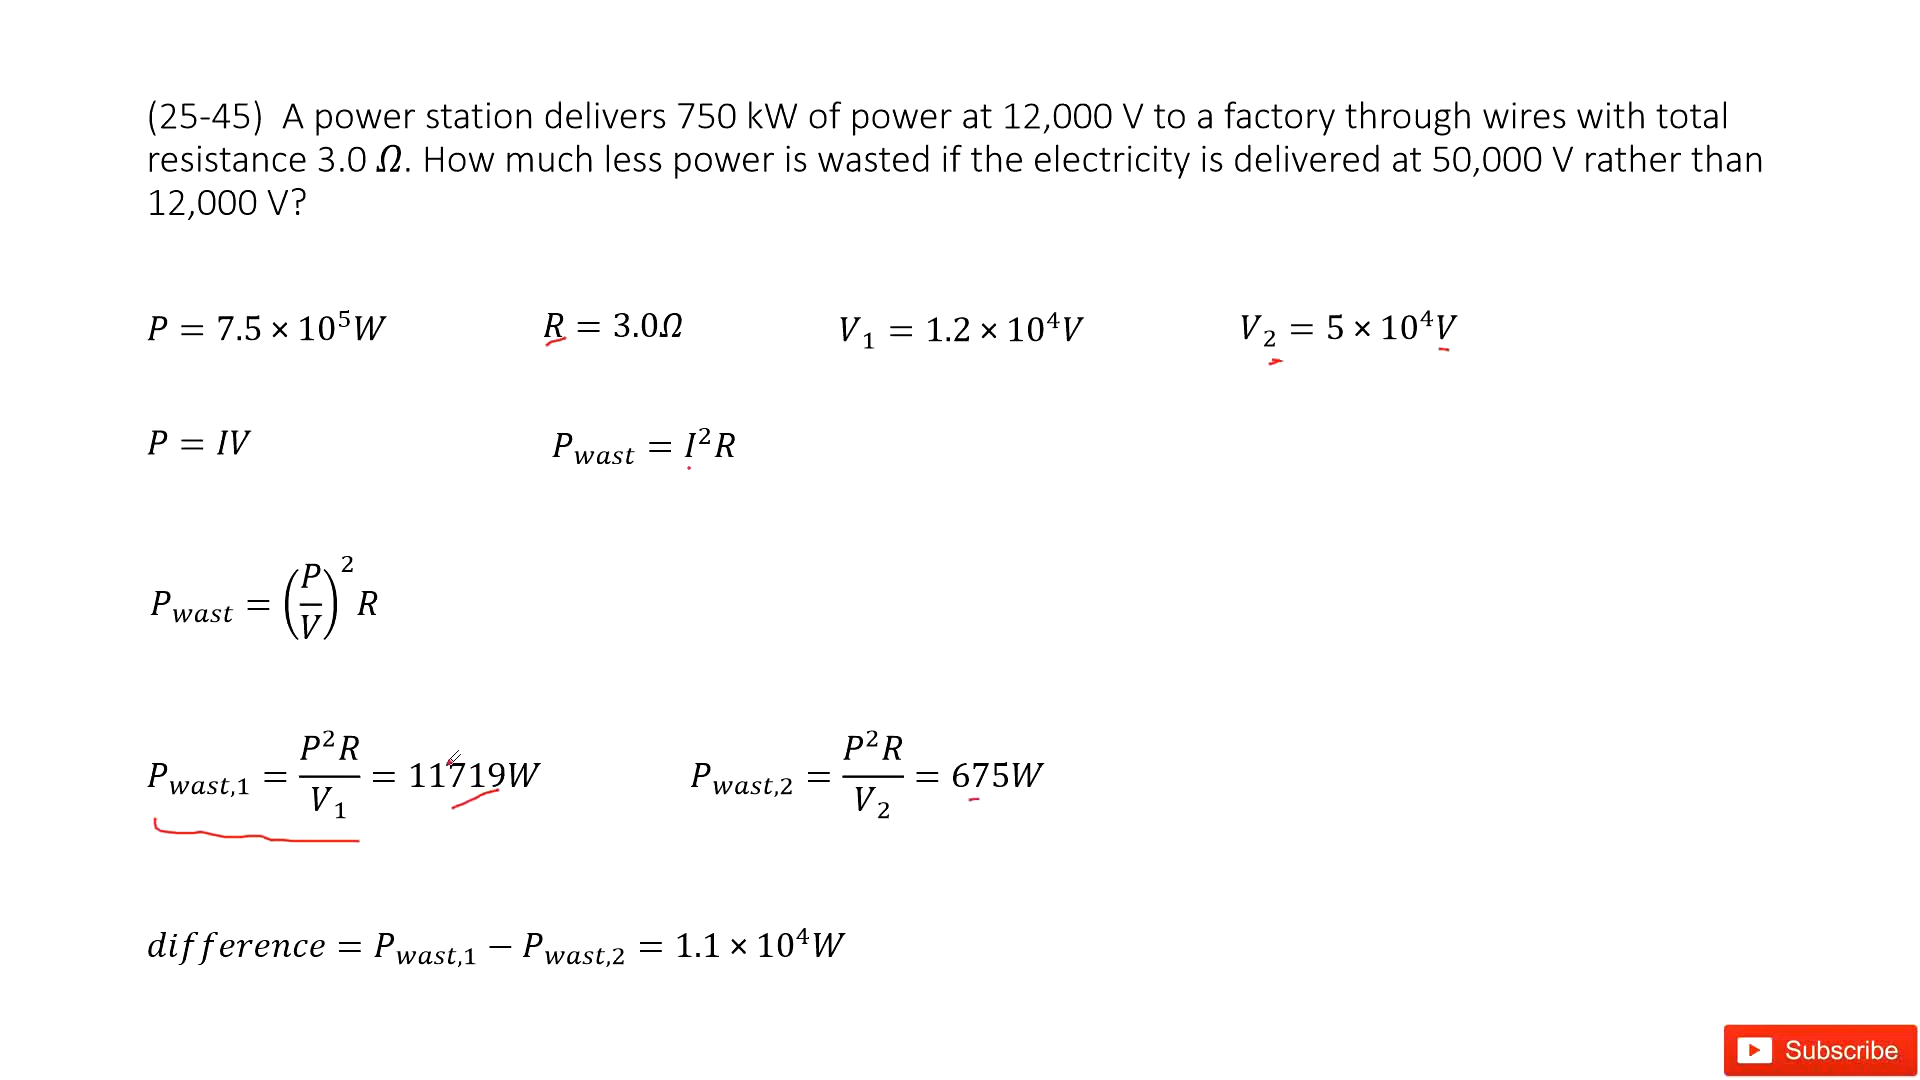 (25-45) A power station delivers 750 kW of power at 12,000 V to a factory through wires with total
resistance 3.0 Ω. How much less power is wasted if the electricity is delivered at 50,000 V rather than
12,000 V?
P = 7.5 × 10⁵W R = 3.0Ω V₁ = 1.2 × 10⁴V V₂ = 5 × 10⁴V
P = IV P_wast = I²R
P_wast = (P/V)² R
P_wast,1 = P²R/V₁ = 11719W P_wast,2 = P²R/V₂ = 675W
difference = P_wast,1 − P_wast,2 = 1.1 × 10⁴W
Subscribe